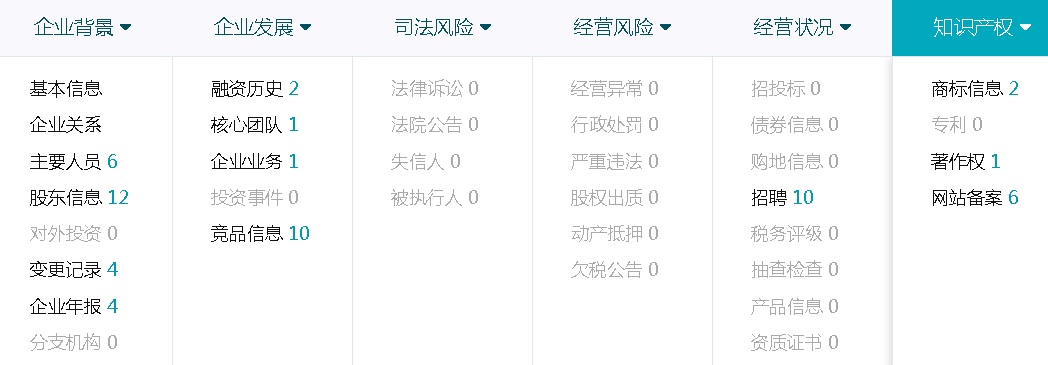 企业背景 企业发展 司法风险 经营风险 经营状况 知识产权
基本信息 融资历史 2 法律诉讼 0 经营异常 0 招投标 0 商标信息 2
企业关系 核心团队 1 法院公告 0 行政处罚 0 债券信息 0 专利 0
主要人员 6 企业业务 1 失信人 0 严重违法 0 购地信息 0 著作权 1
股东信息 12 投资事件 0 被执行人 0 股权出质 0 招聘 10 网站备案 6
对外投资 0 竞品信息 10 动产抵押 0 税务评级 0
变更记录 4 欠税公告 0 抽查检查 0
企业年报 4 产品信息 0
分支机构 0 资质证书 0